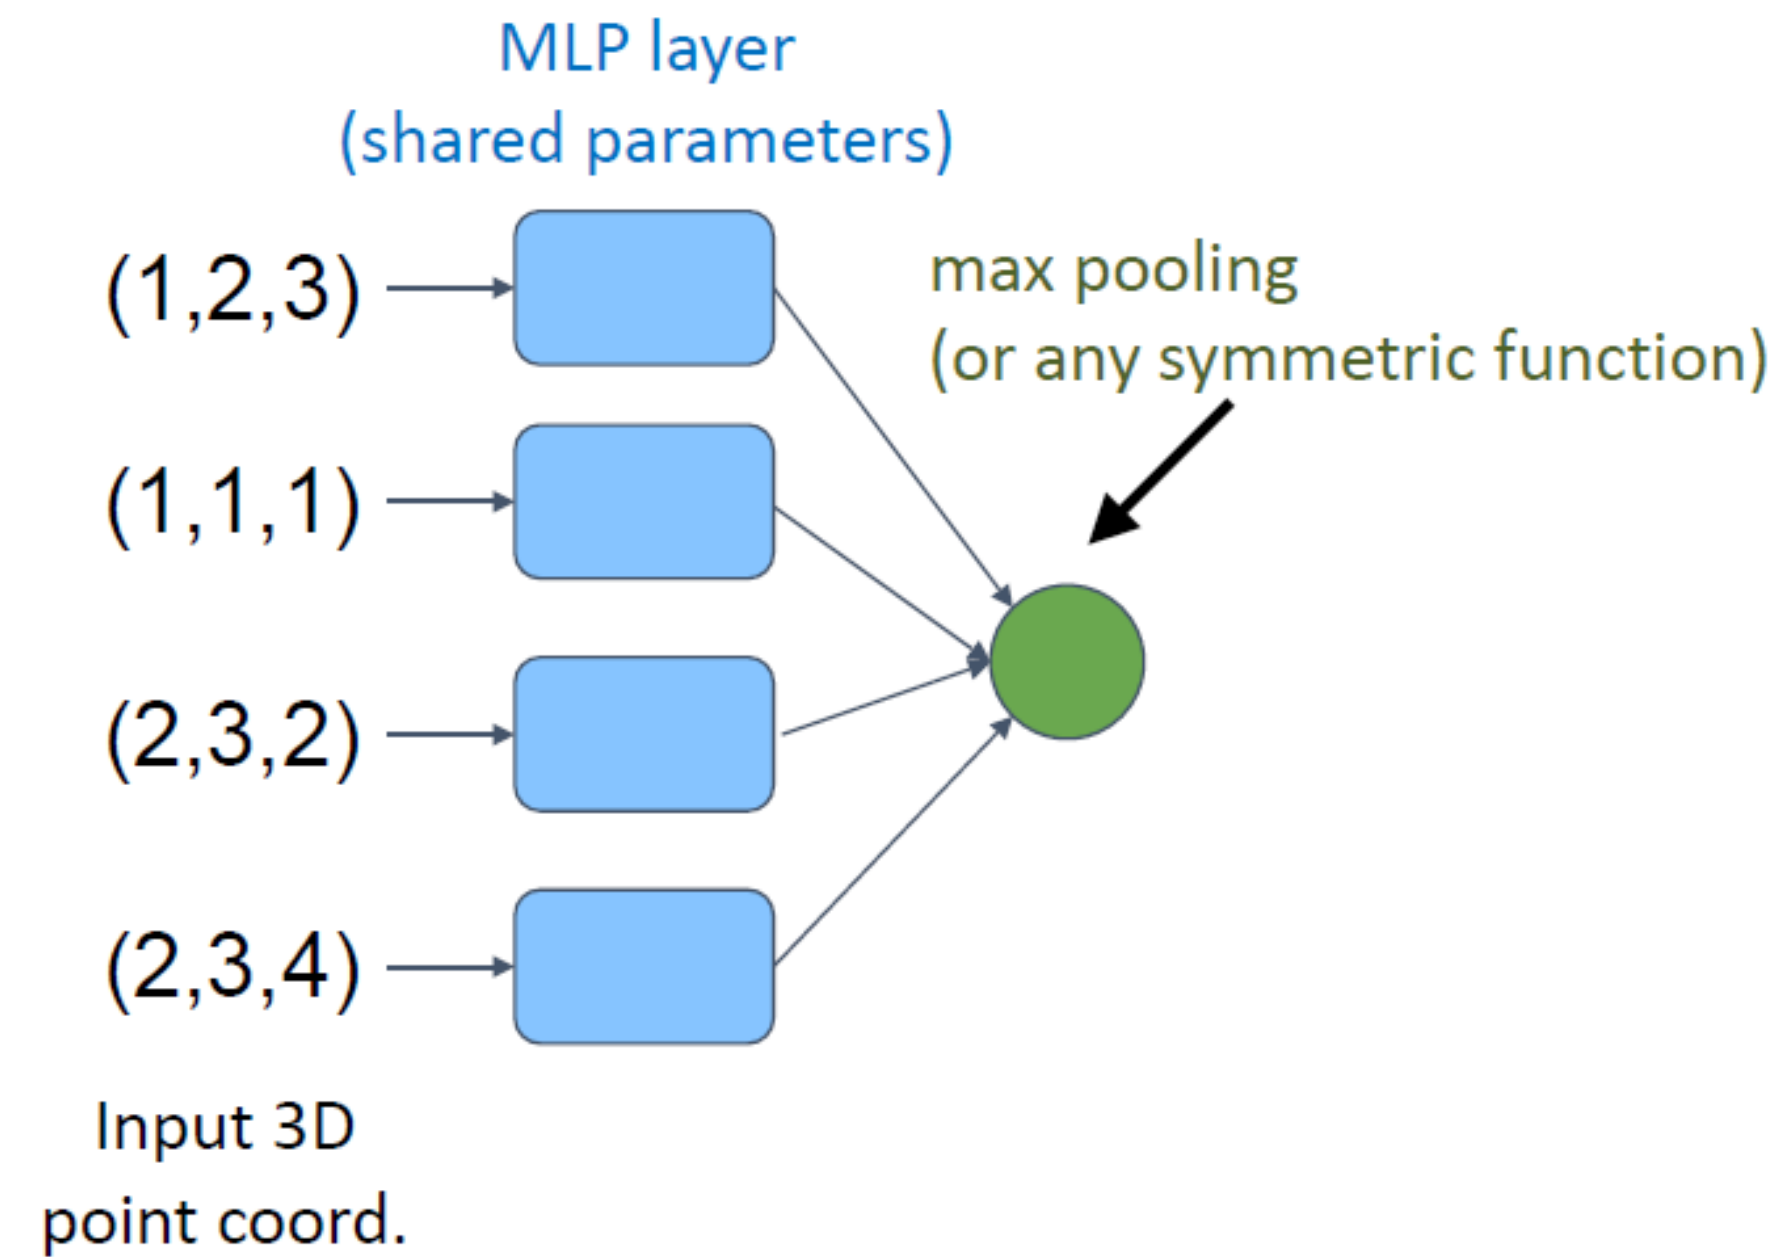 MLP layer
(shared parameters)
(1,2,3)
max pooling
(or any symmetric function)
(1,1,1)
(2,3,2)
(2,3,4)
Input 3D
point coord.